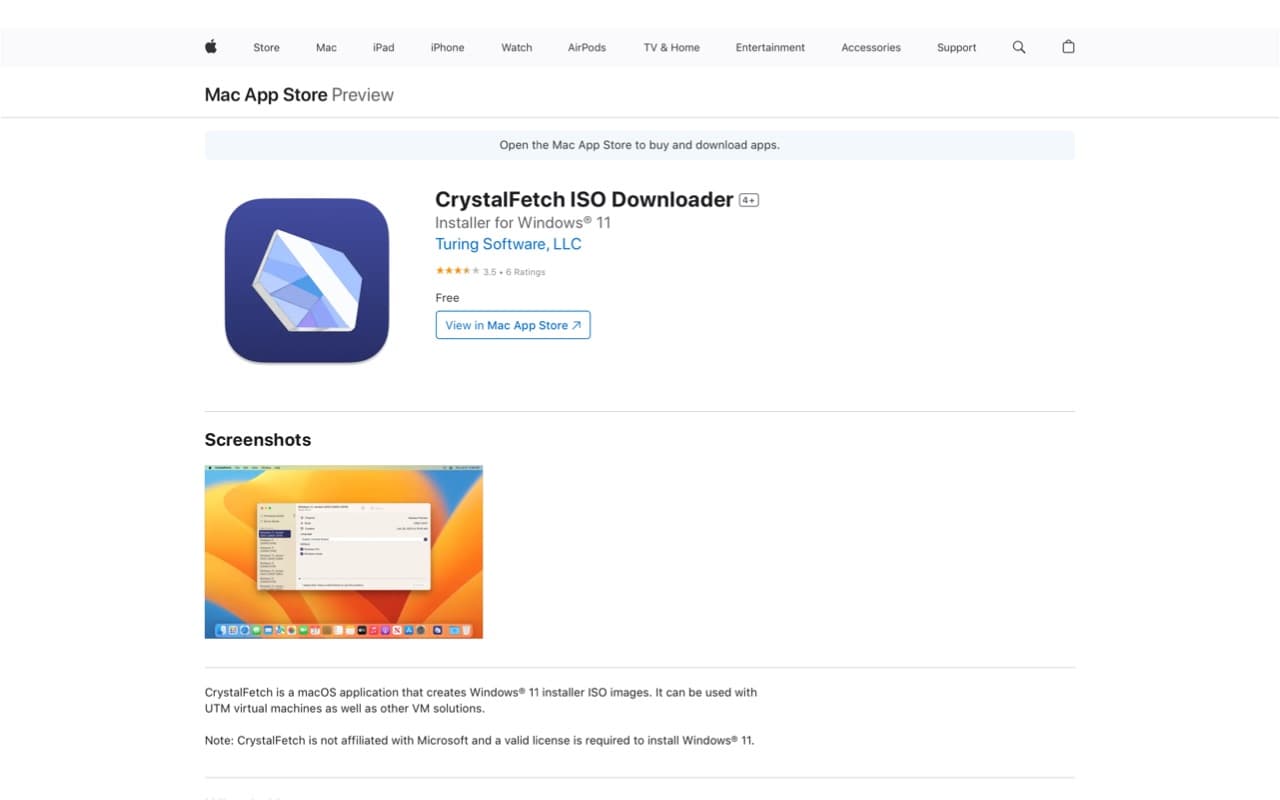 Store Mac iPad iPhone Watch AirPods TV & Home Entertainment Accessories Support
Mac App Store Preview
Open the Mac App Store to buy and download apps.
CrystalFetch ISO Downloader 4+
Installer for Windows® 11
Turing Software, LLC
3.5 • 6 Ratings
Free
View in Mac App Store
Screenshots
CrystalFetch is a macOS application that creates Windows® 11 installer ISO images. It can be used with
UTM virtual machines as well as other VM solutions.
Note: CrystalFetch is not affiliated with Microsoft and a valid license is required to install Windows® 11.